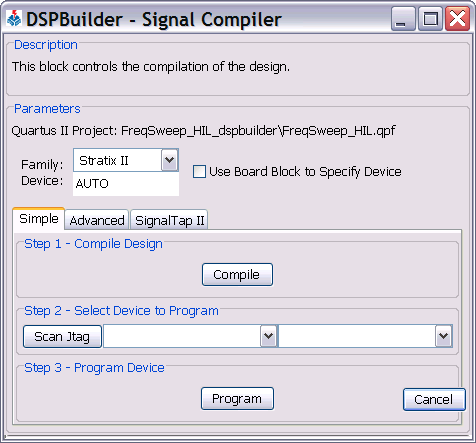 DSPBuilder - Signal Compiler
Description
This block controls the compilation of the design.
Parameters
Quartus II Project: FreqSweep_HIL_dspbuilder\FreqSweep_HIL.qpf
Family: Stratix II
Device: AUTO
Use Board Block to Specify Device
Simple Advanced SignalTap II
Step 1 - Compile Design
Compile
Step 2 - Select Device to Program
Scan Jtag
Step 3 - Program Device
Program Cancel